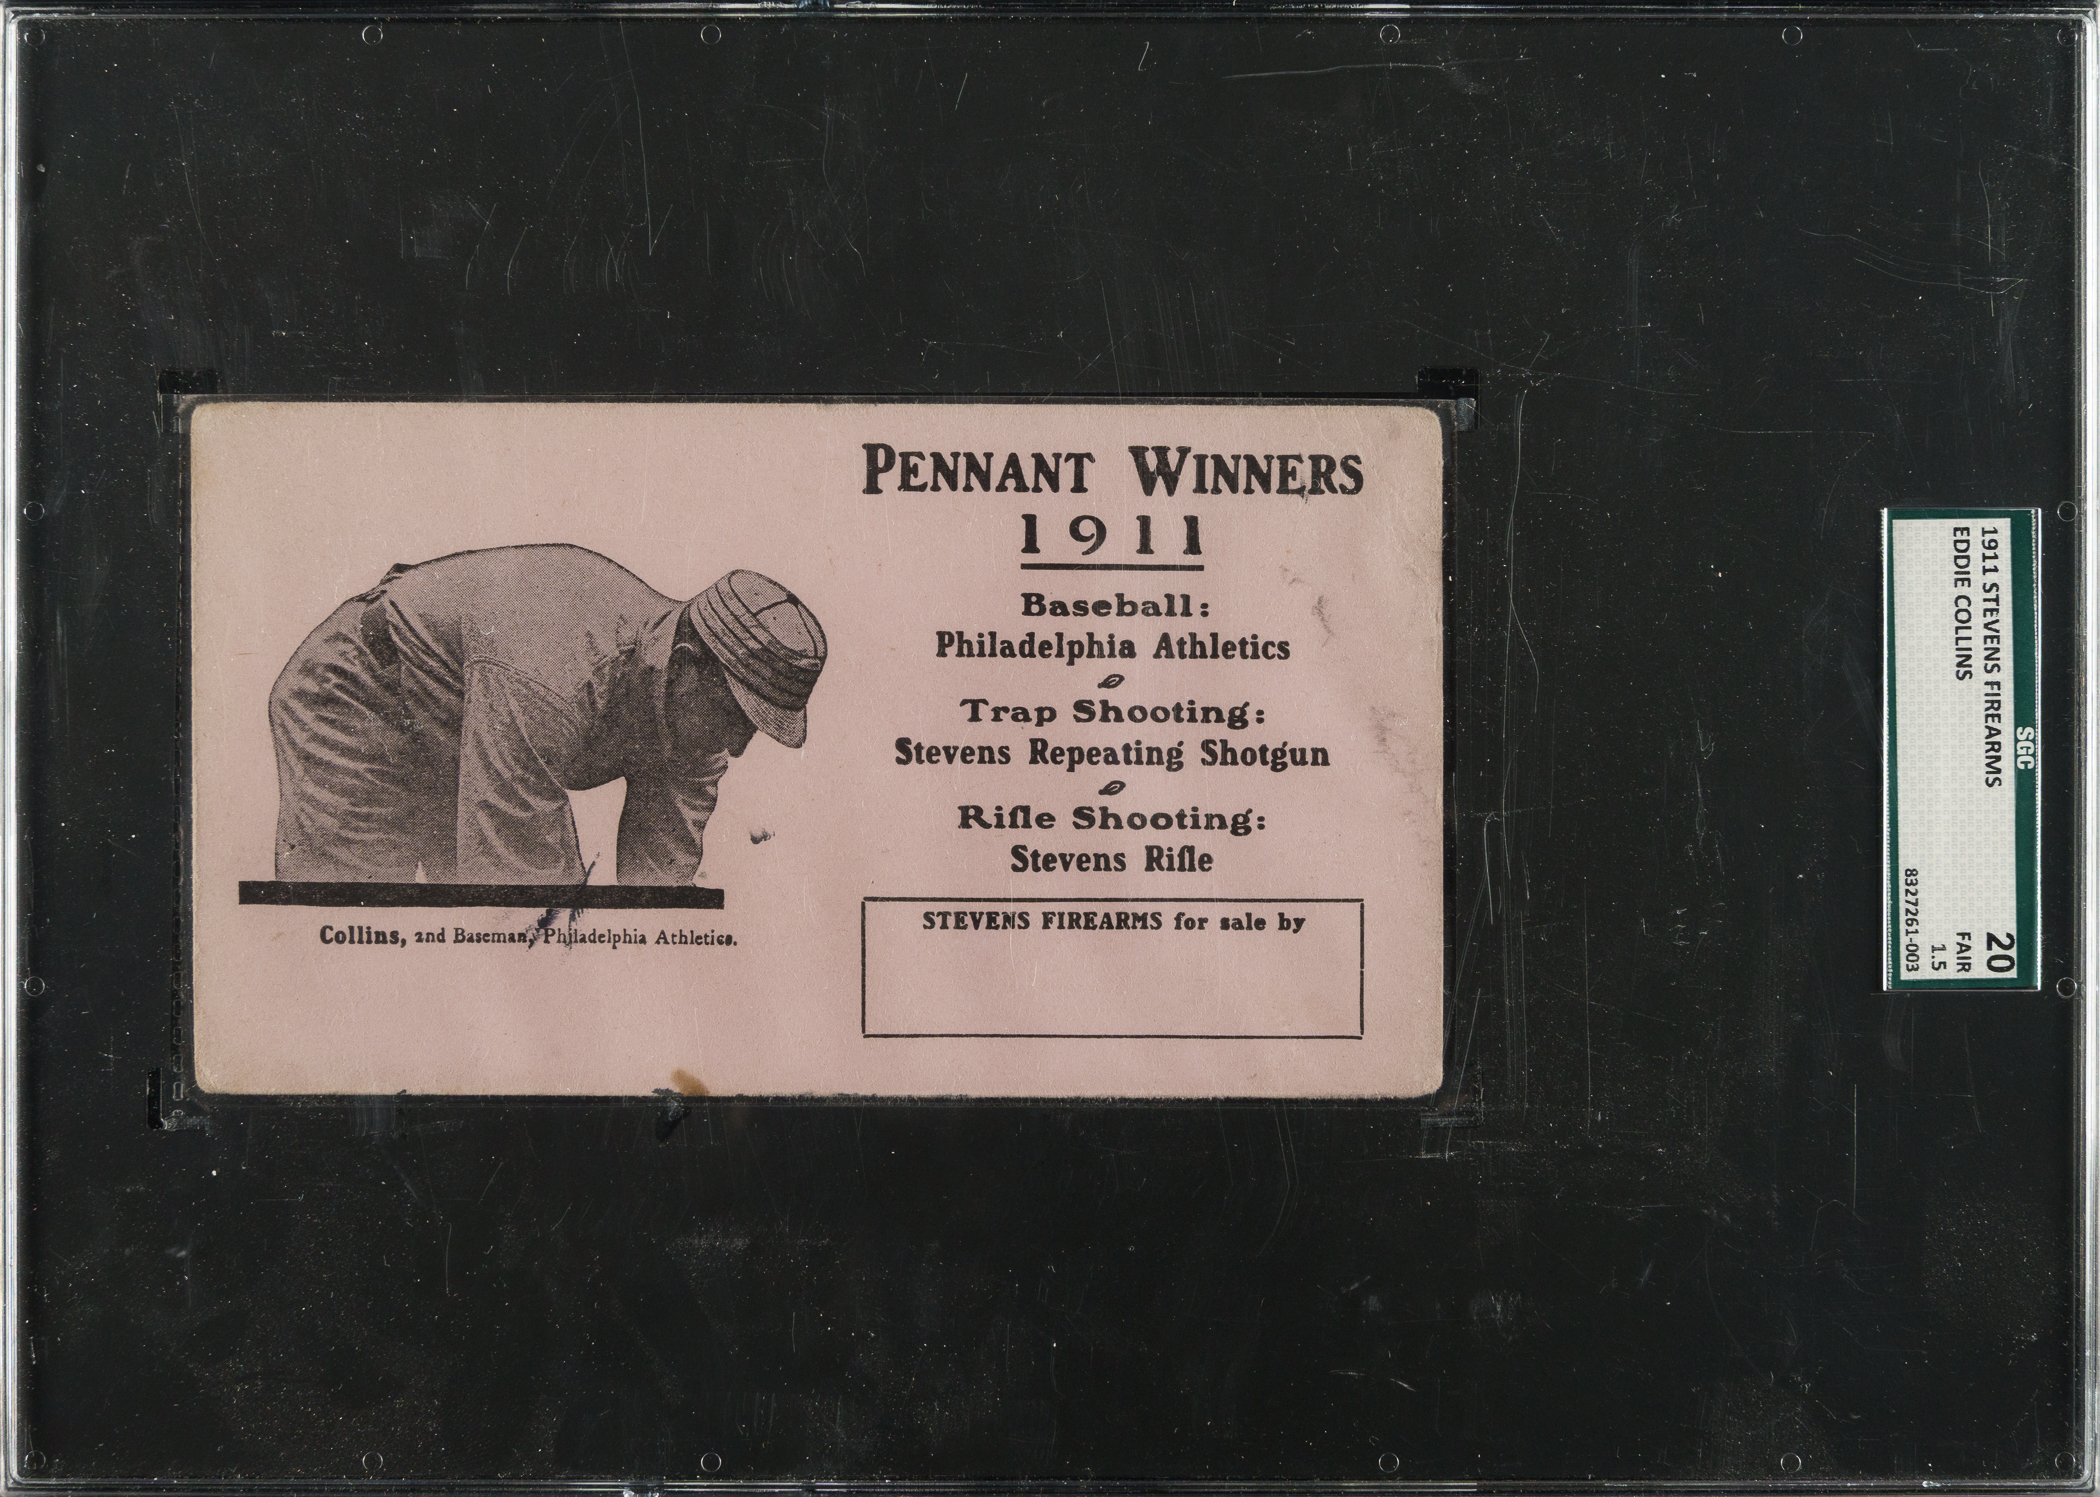 PENNANT WINNERS
1911
Baseball:
Philadelphia Athletics
Trap Shooting:
Stevens Repeating Shotgun
Rifle Shooting:
Stevens Rifle
STEVENS FIREARMS for sale by
Collins, 2nd Baseman, Philadelphia Athletics.
SGC
1911 STEVENS FIREARMS
EDDIE COLLINS
20
FAIR
1.5
8327261-003